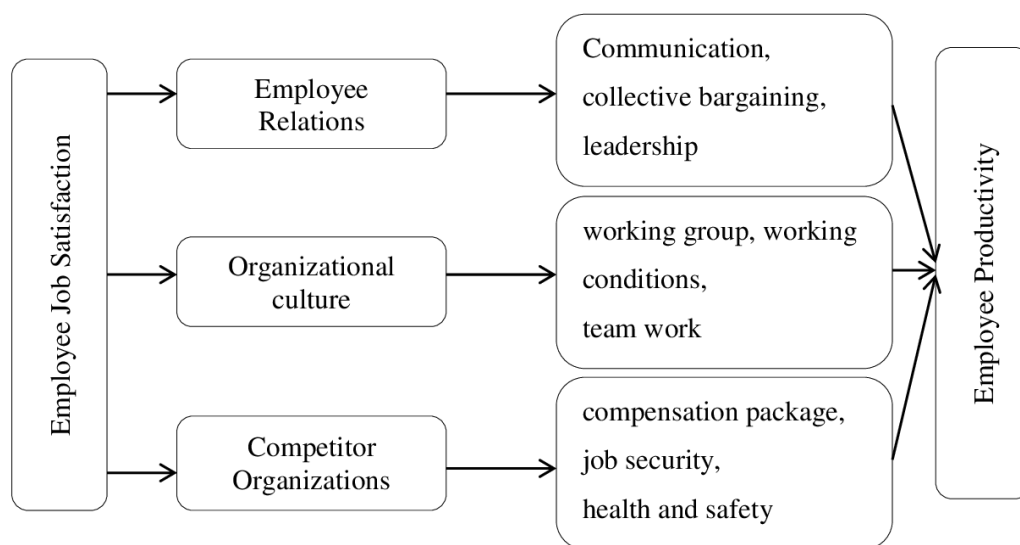 Employee Job Satisfaction
Employee
Relations
Communication,
collective bargaining,
leadership
Organizational
culture
working group, working
conditions,
team work
Competitor
Organizations
compensation package,
job security,
health and safety
Employee Productivity